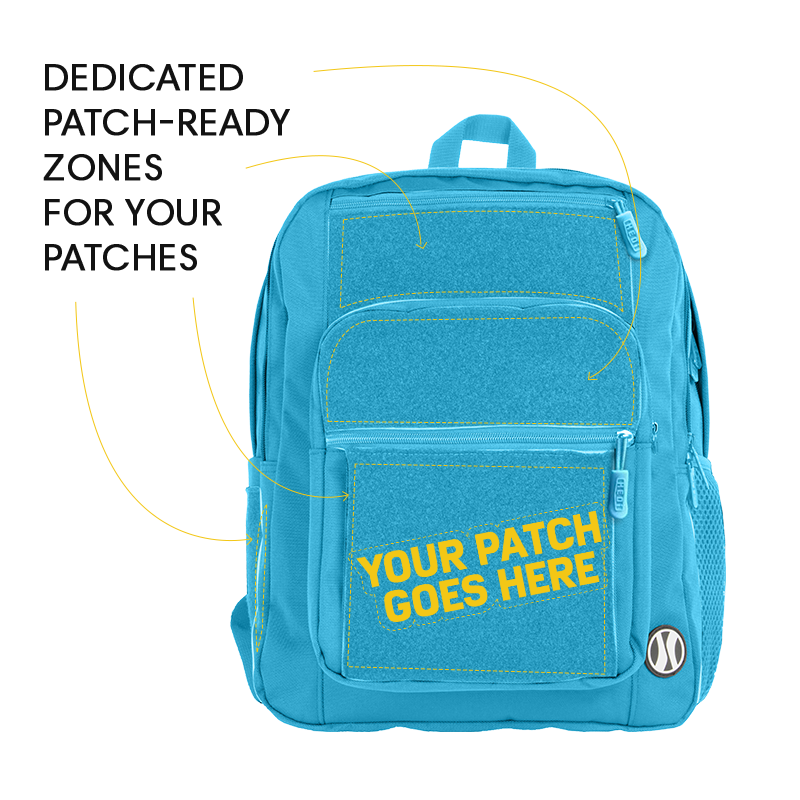 DEDICATED
PATCH-READY
ZONES
FOR YOUR
PATCHES
YOUR PATCH
GOES HERE